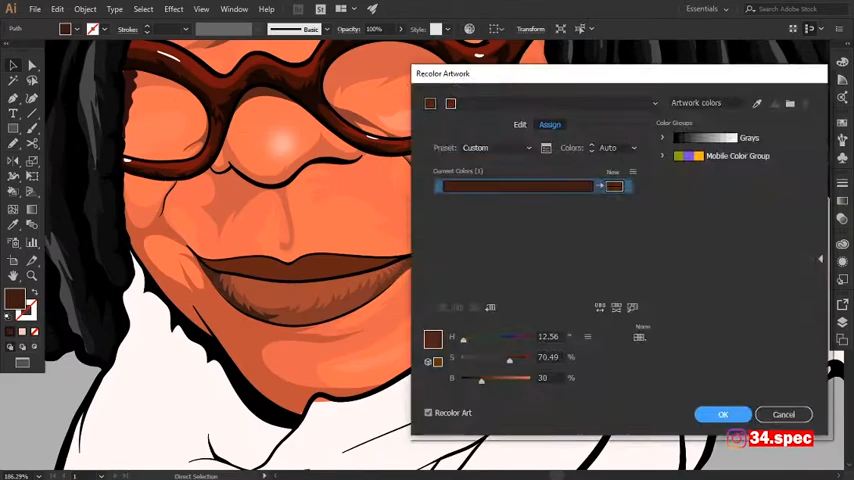 Ai File Edit Object Type Select Effect View Window Help Br St Essentials Search Adobe Stock
Path Stroke: Basic Opacity: 100% Style: Transform
Recolor Artwork
Artwork colors
Edit Assign Color Groups
Grays
Preset: Custom Colors: Auto
Mobile Color Group
Current Colors (1) New
None
H 12.56 °
S 70.49 %
B 30 %
Recolor Art OK Cancel
34.spec
186.29% 1 Direct Selection